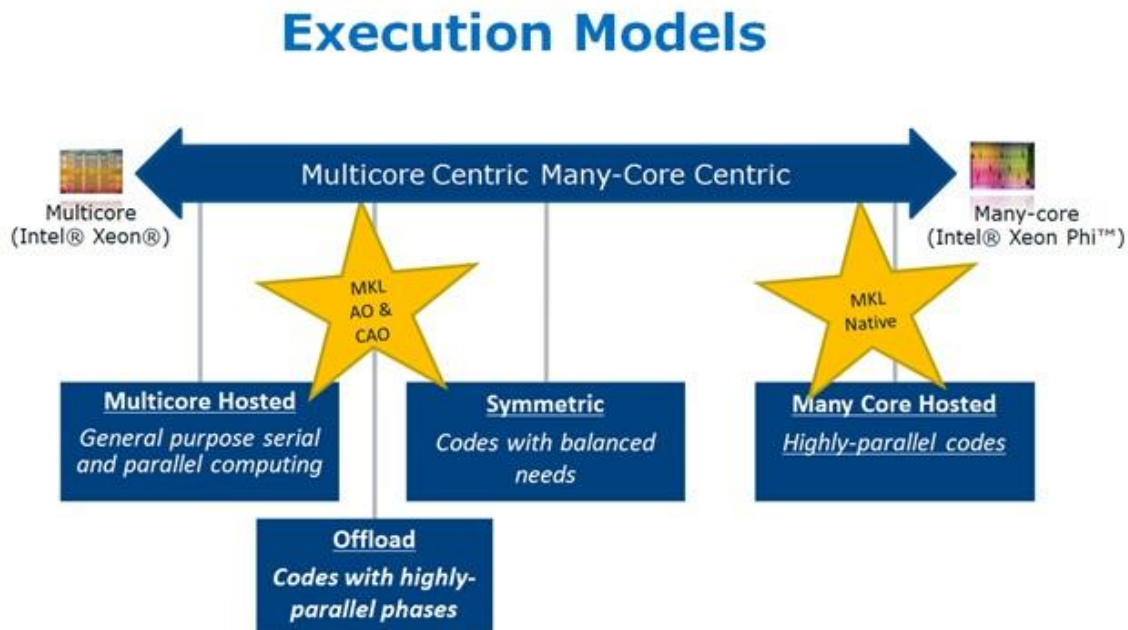 Execution Models
Multicore Centric Many-Core Centric
Multicore
(Intel® Xeon®)
Many-core
(Intel® Xeon Phi™)
MKL
AO &
CAO
MKL
Native
Multicore Hosted
General purpose serial
and parallel computing
Symmetric
Codes with balanced
needs
Many Core Hosted
Highly-parallel codes
Offload
Codes with highly-
parallel phases